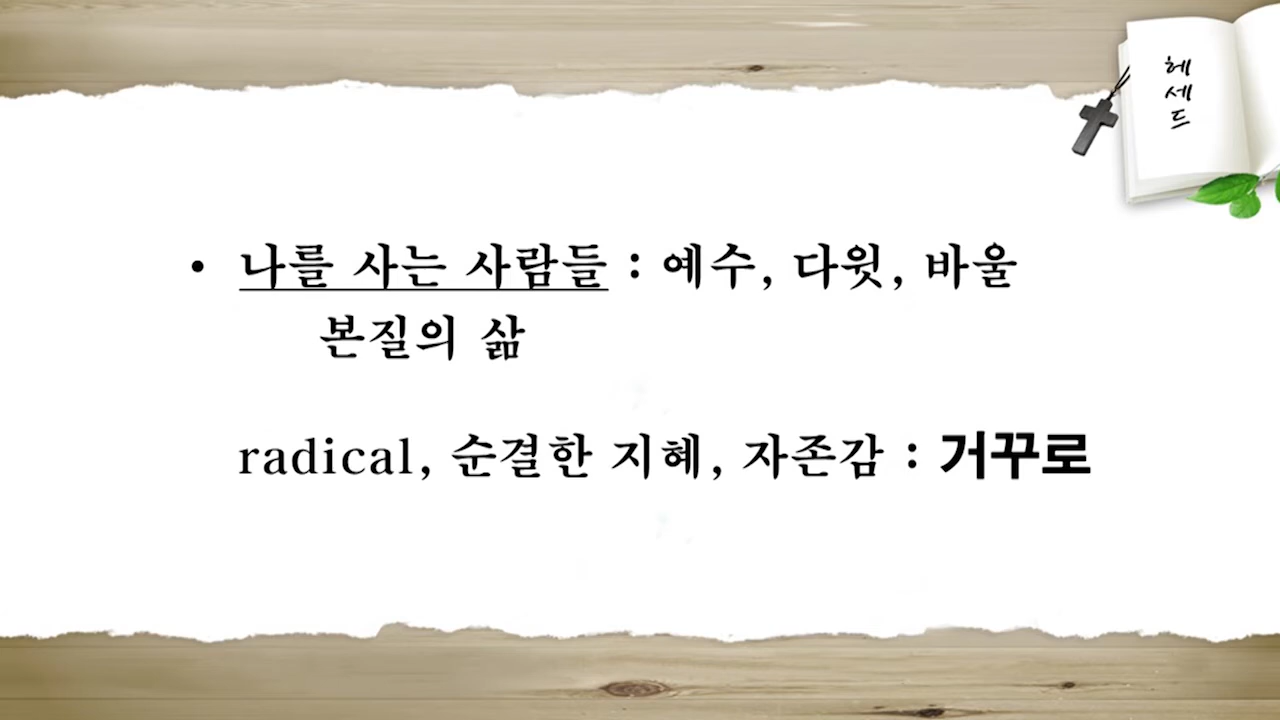 헤
세
드
• 나를 사는 사람들 : 예수, 다윗, 바울
본질의 삶
radical, 순결한 지혜, 자존감 : 거꾸로